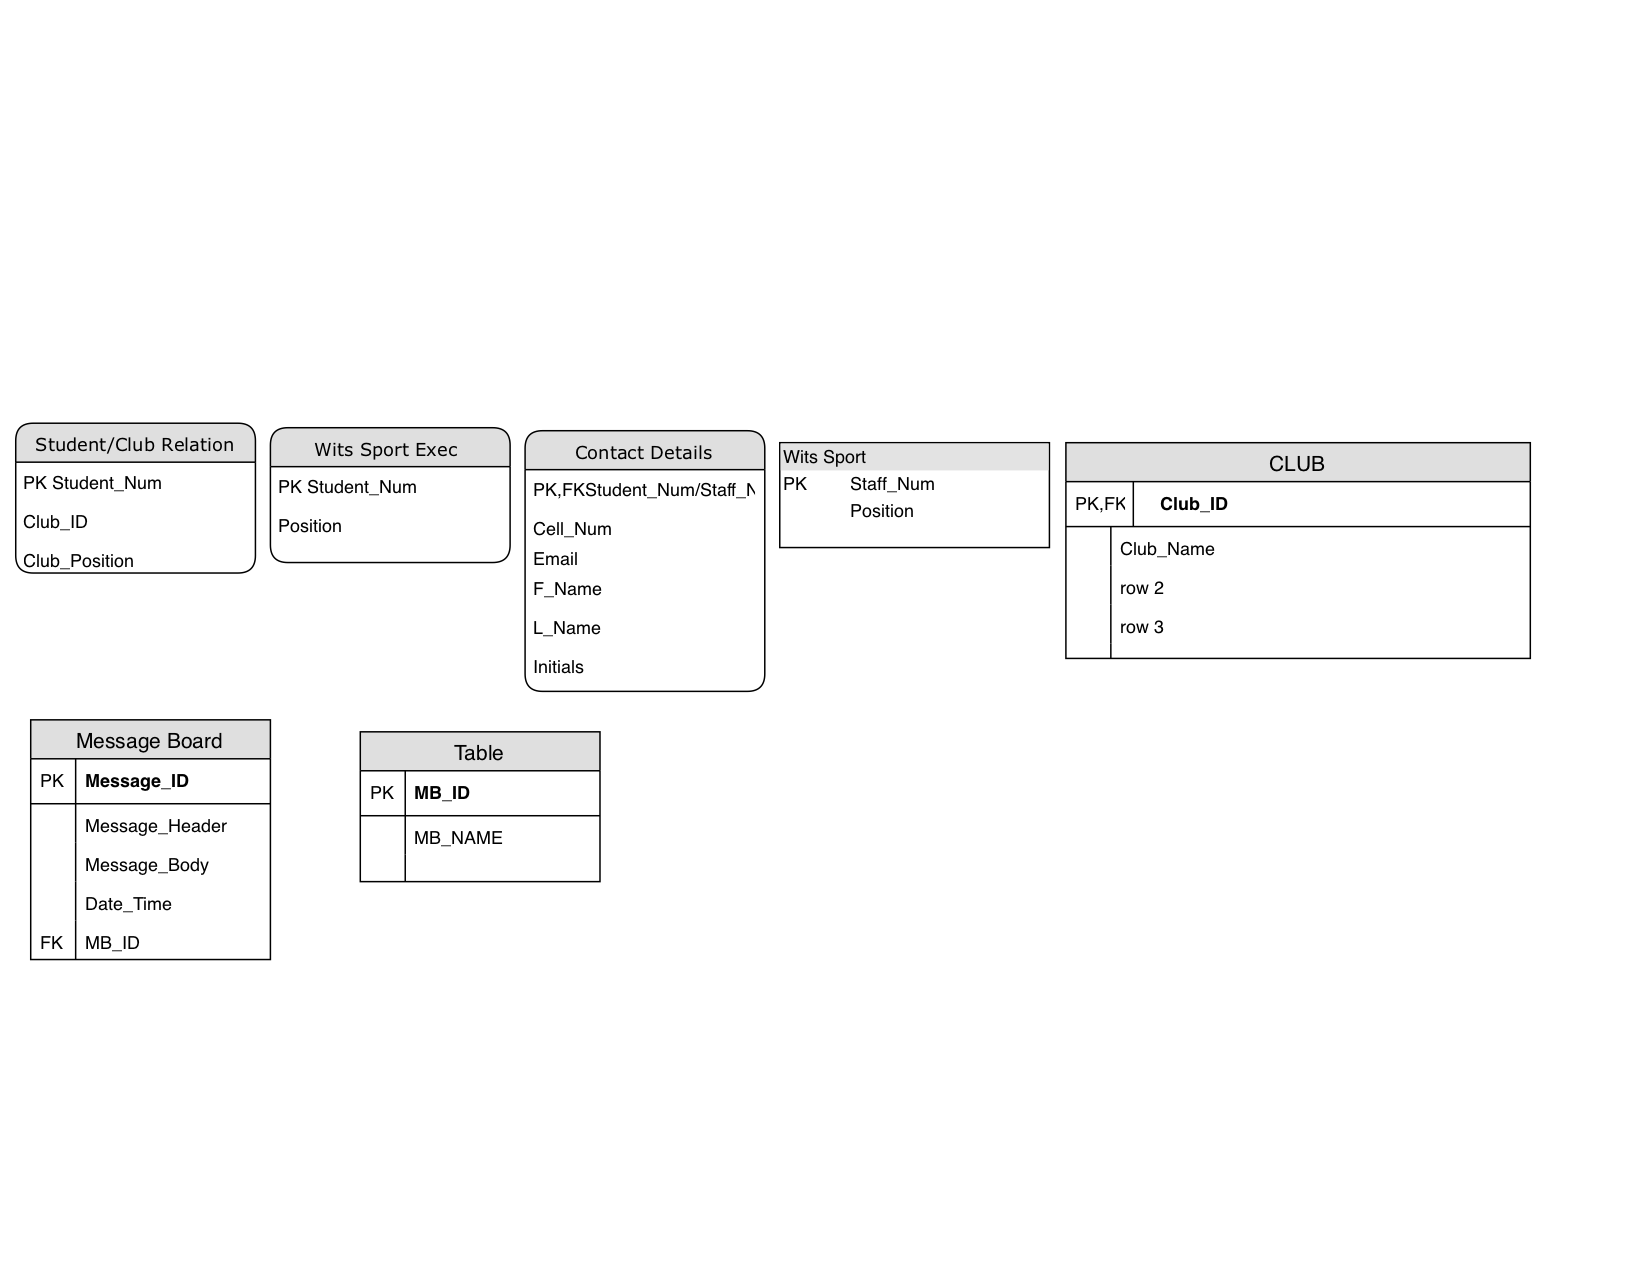 Student/Club Relation
PK Student_Num
Club_ID
Club_Position
Wits Sport Exec
PK Student_Num
Position
Contact Details
PK,FKStudent_Num/Staff_N
Cell_Num
Email
F_Name
L_Name
Initials
Wits Sport
PK Staff_Num
Position
CLUB
PK,FK Club_ID
Club_Name
row 2
row 3
Message Board
PK Message_ID
Message_Header
Message_Body
Date_Time
FK MB_ID
Table
PK MB_ID
MB_NAME